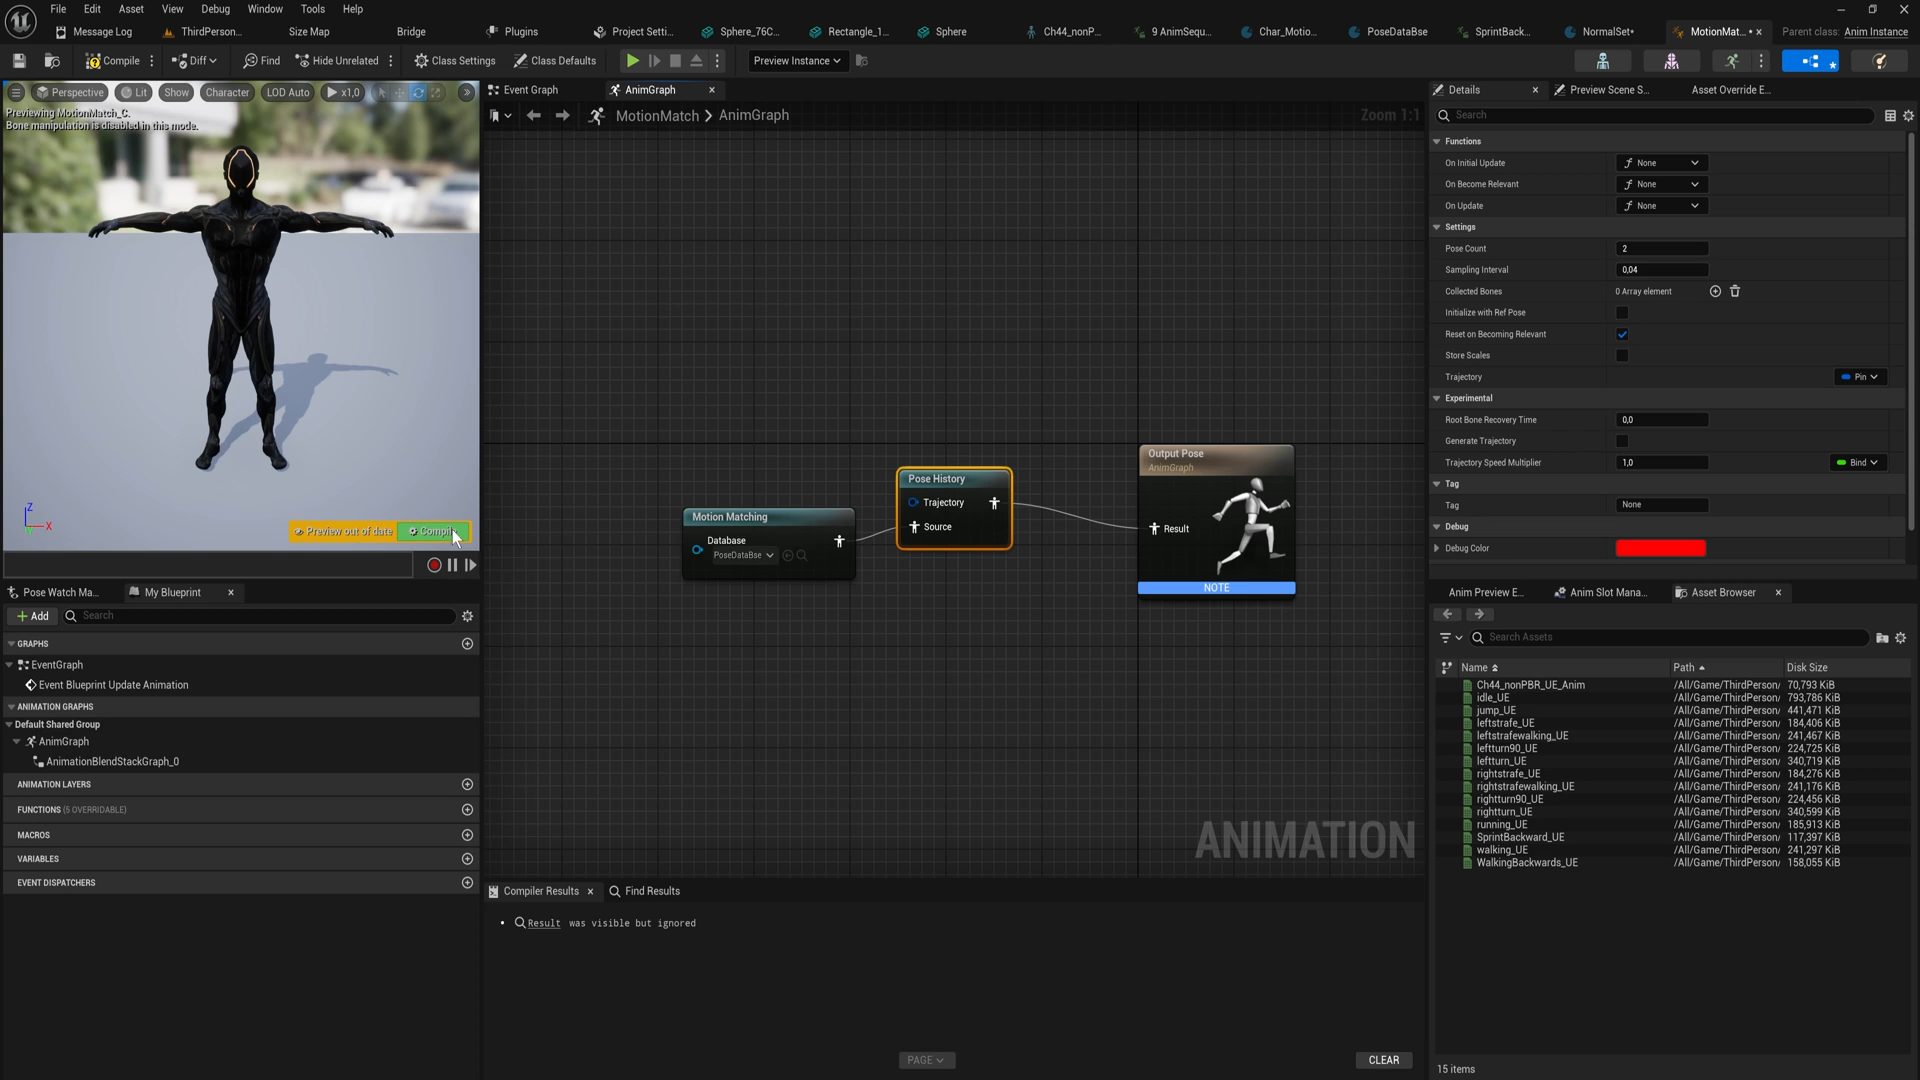 File Edit Asset View Debug Window Tools Help
Message Log ThirdPerson... Size Map Bridge Plugins Project Setti... Sphere_76C... Rectangle_1... Sphere Ch44_nonP... 9 AnimSequ... Char_Motio... PoseDataBse SprintBack... NormalSet* MotionMat... * Parent class: Anim Instance
Compile Diff Find Hide Unrelated Class Settings Class Defaults Preview Instance
Perspective Lit Show Character LOD Auto x1,0
Previewing MotionMatch_C.
Bone manipulation is disabled in this mode.
Z
X
Preview out of date
Pose Watch Ma... My Blueprint
Add Search
GRAPHS
EventGraph
Event Blueprint Update Animation
ANIMATION GRAPHS
Default Shared Group
AnimGraph
AnimationBlendStackGraph_0
ANIMATION LAYERS
FUNCTIONS (5 OVERRIDABLE)
MACROS
VARIABLES
EVENT DISPATCHERS
Event Graph AnimGraph
MotionMatch > AnimGraph Zoom 1:1
Motion Matching
Database
PoseDataBse
Pose History
Trajectory
Source
Output Pose
AnimGraph
Result
NOTE
ANIMATION
Compiler Results Find Results
• Result was visible but ignored
PAGE CLEAR
Details Preview Scene S... Asset Override E...
Search
Functions
On Initial Update None
On Become Relevant None
On Update None
Settings
Pose Count 2
Sampling Interval 0,04
Collected Bones 0 Array element
Initialize with Ref Pose
Reset on Becoming Relevant
Store Scales
Trajectory Pin
Experimental
Root Bone Recovery Time 0,0
Generate Trajectory
Trajectory Speed Multiplier 1,0 Bind
Tag
Tag None
Debug
Debug Color
Anim Preview E... Anim Slot Mana... Asset Browser
Search Assets
Name Path Disk Size
Ch44_nonPBR_UE_Anim /All/Game/ThirdPerson/ 70,793 KiB
idle_UE /All/Game/ThirdPerson/ 793,786 KiB
jump_UE /All/Game/ThirdPerson/ 441,471 KiB
leftstrafe_UE /All/Game/ThirdPerson/ 184,406 KiB
leftstrafewalking_UE /All/Game/ThirdPerson/ 241,467 KiB
leftturn90_UE /All/Game/ThirdPerson/ 224,725 KiB
leftturn_UE /All/Game/ThirdPerson/ 340,719 KiB
rightstrafe_UE /All/Game/ThirdPerson/ 184,276 KiB
rightstrafewalking_UE /All/Game/ThirdPerson/ 241,176 KiB
rightturn90_UE /All/Game/ThirdPerson/ 224,456 KiB
rightturn_UE /All/Game/ThirdPerson/ 340,599 KiB
running_UE /All/Game/ThirdPerson/ 185,913 KiB
SprintBackward_UE /All/Game/ThirdPerson/ 117,397 KiB
walking_UE /All/Game/ThirdPerson/ 241,297 KiB
WalkingBackwards_UE /All/Game/ThirdPerson/ 158,055 KiB
15 items